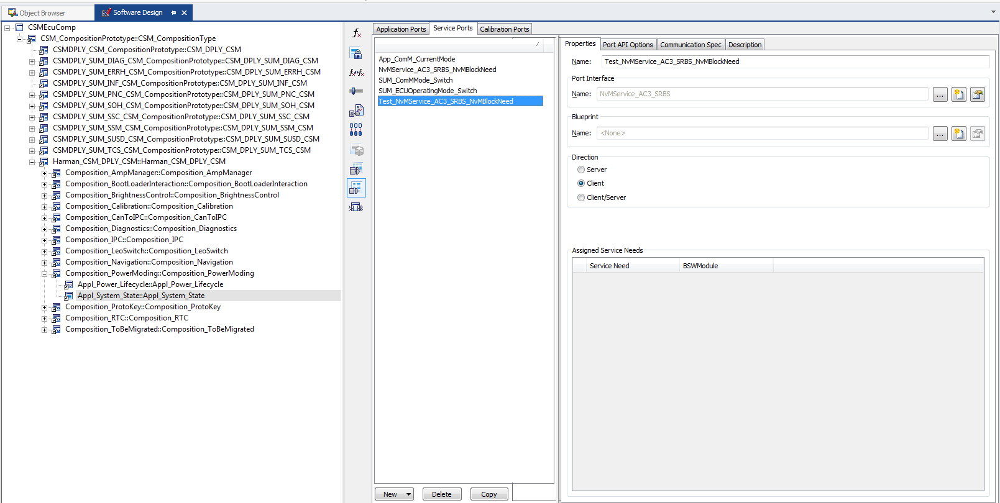 Object Browser
Software Design
CSMEcuComp
CSM_CompositionPrototype::CSM_CompositionType
CSMDPLY_CSM_CompositionPrototype::CSM_DPLY_CSM
CSMDPLY_SUM_DIAG_CSM_CompositionPrototype::CSM_DPLY_SUM_DIAG_CSM
CSMDPLY_SUM_ERRH_CSM_CompositionPrototype::CSM_DPLY_SUM_ERRH_CSM
CSMDPLY_SUM_INF_CSM_CompositionPrototype::CSM_DPLY_SUM_INF_CSM
CSMDPLY_SUM_PNC_CSM_CompositionPrototype::CSM_DPLY_SUM_PNC_CSM
CSMDPLY_SUM_SOH_CSM_CompositionPrototype::CSM_DPLY_SUM_SOH_CSM
CSMDPLY_SUM_SSC_CSM_CompositionPrototype::CSM_DPLY_SUM_SSC_CSM
CSMDPLY_SUM_SSM_CSM_CompositionPrototype::CSM_DPLY_SUM_SSM_CSM
CSMDPLY_SUM_SUSD_CSM_CompositionPrototype::CSM_DPLY_SUM_SUSD_CSM
CSMDPLY_SUM_TCS_CSM_CompositionPrototype::CSM_DPLY_SUM_TCS_CSM
Harman_CSM_DPLY_CSM::Harman_CSM_DPLY_CSM
Composition_AmpManager::Composition_AmpManager
Composition_BootLoaderInteraction::Composition_BootLoaderInteraction
Composition_BrightnessControl::Composition_BrightnessControl
Composition_Calibration::Composition_Calibration
Composition_CanToIPC::Composition_CanToIPC
Composition_Diagnostics::Composition_Diagnostics
Composition_IPC::Composition_IPC
Composition_LeoSwitch::Composition_LeoSwitch
Composition_Navigation::Composition_Navigation
Composition_PowerModing::Composition_PowerModing
Appl_Power_Lifecycle::Appl_Power_Lifecycle
Appl_System_State::Appl_System_State
Composition_ProtoKey::Composition_ProtoKey
Composition_RTC::Composition_RTC
Composition_ToBeMigrated::Composition_ToBeMigrated
Application Ports
Service Ports
Calibration Ports
App_ComM_CurrentMode
NvMService_AC3_SRBS_NvMBlockNeed
SUM_ComMMode_Switch
SUM_ECUOperatingMode_Switch
Test_NvMService_AC3_SRBS_NvMBlockNeed
New
Delete
Copy
Properties
Port API Options
Communication Spec
Description
Name: Test_NvMService_AC3_SRBS_NvMBlockNeed
Port Interface
Name: NvMService_AC3_SRBS
...
Blueprint
Name: <None>
...
Direction
Server
Client
Client/Server
Assigned Service Needs
Service Need
BSWModule